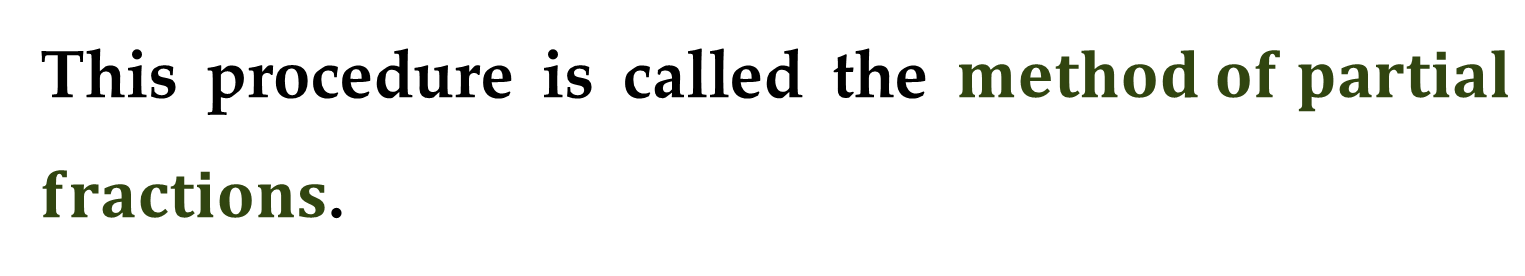 This procedure is called the method of partial
fractions.